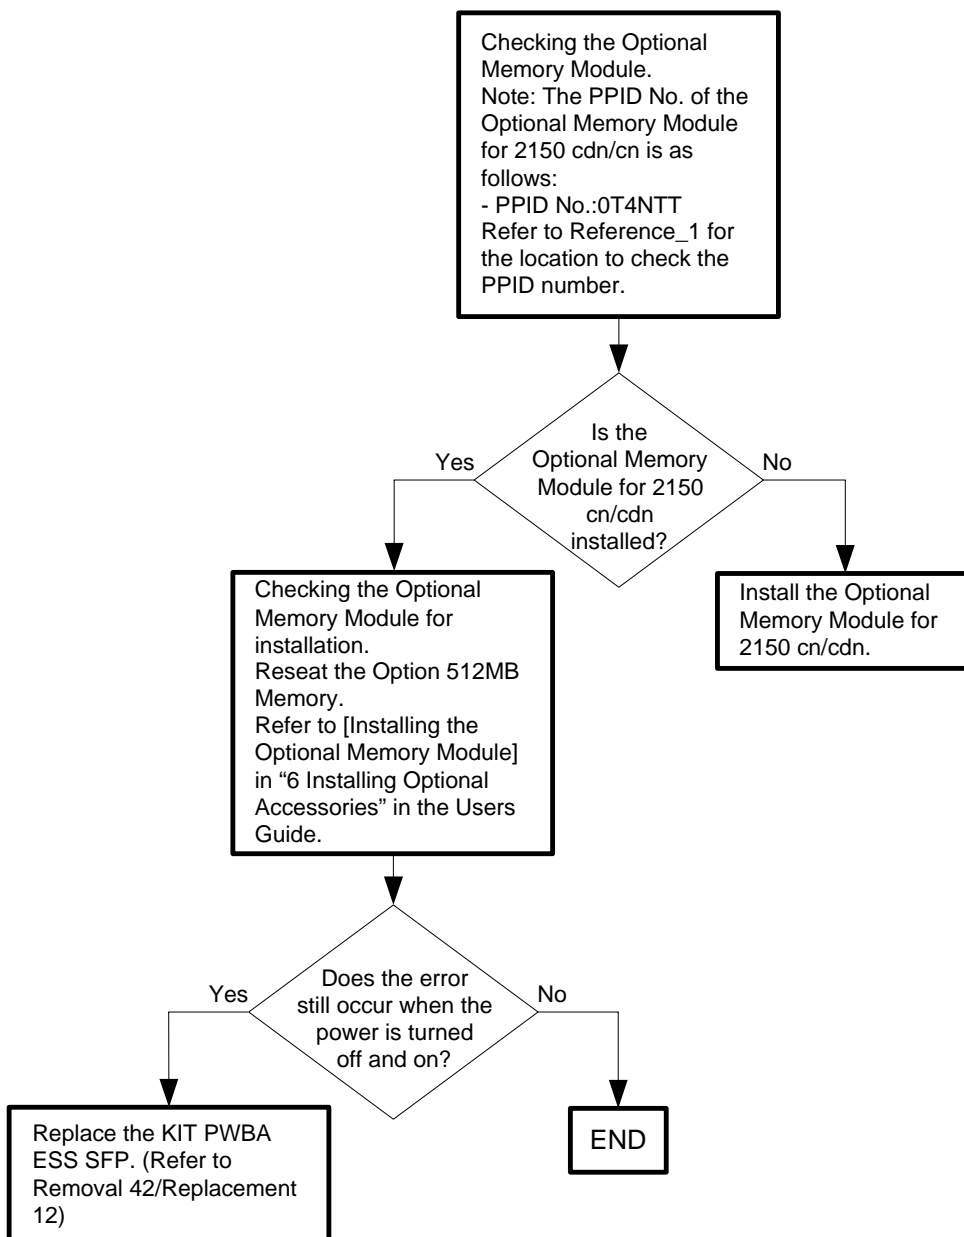 Checking the Optional
Memory Module.
Note: The PPID No. of the
Optional Memory Module
for 2150 cdn/cn is as
follows:
- PPID No.:0T4NTT
Refer to Reference_1 for
the location to check the
PPID number.
Is the
Optional Memory
Module for 2150
cn/cdn
installed?
Yes
No
Checking the Optional
Memory Module for
installation.
Reseat the Option 512MB
Memory.
Refer to [Installing the
Optional Memory Module]
in “6 Installing Optional
Accessories” in the Users
Guide.
Install the Optional
Memory Module for
2150 cn/cdn.
Does the error
still occur when the
power is turned
off and on?
Yes
No
Replace the KIT PWBA
ESS SFP. (Refer to
Removal 42/Replacement
12)
END